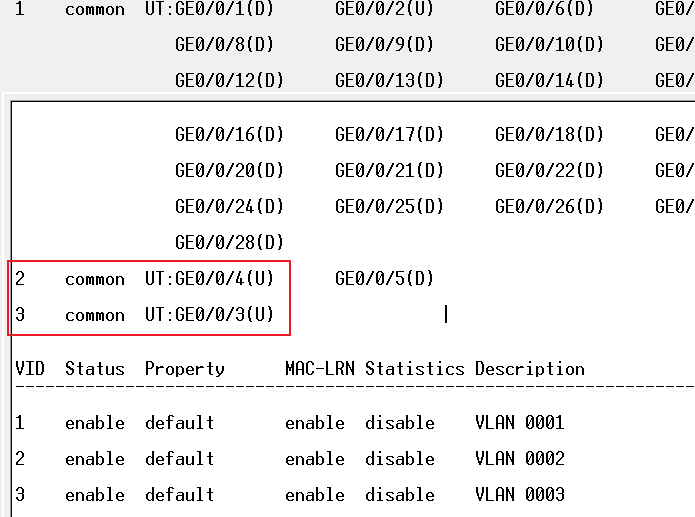 1    common  UT:GE0/0/1(D)      GE0/0/2(U)      GE0/0/6(D)      GE0/
                GE0/0/8(D)      GE0/0/9(D)      GE0/0/10(D)     GE0/
                GE0/0/12(D)     GE0/0/13(D)     GE0/0/14(D)     GE0/
                GE0/0/16(D)     GE0/0/17(D)     GE0/0/18(D)     GE0/
                GE0/0/20(D)     GE0/0/21(D)     GE0/0/22(D)     GE0/
                GE0/0/24(D)     GE0/0/25(D)     GE0/0/26(D)     GE0/
                GE0/0/28(D)
2    common  UT:GE0/0/4(U)      GE0/0/5(D)
3    common  UT:GE0/0/3(U)
VID  Status  Property      MAC-LRN Statistics Description
--------------------------------------------------------------------
1    enable  default       enable  disable    VLAN 0001
2    enable  default       enable  disable    VLAN 0002
3    enable  default       enable  disable    VLAN 0003